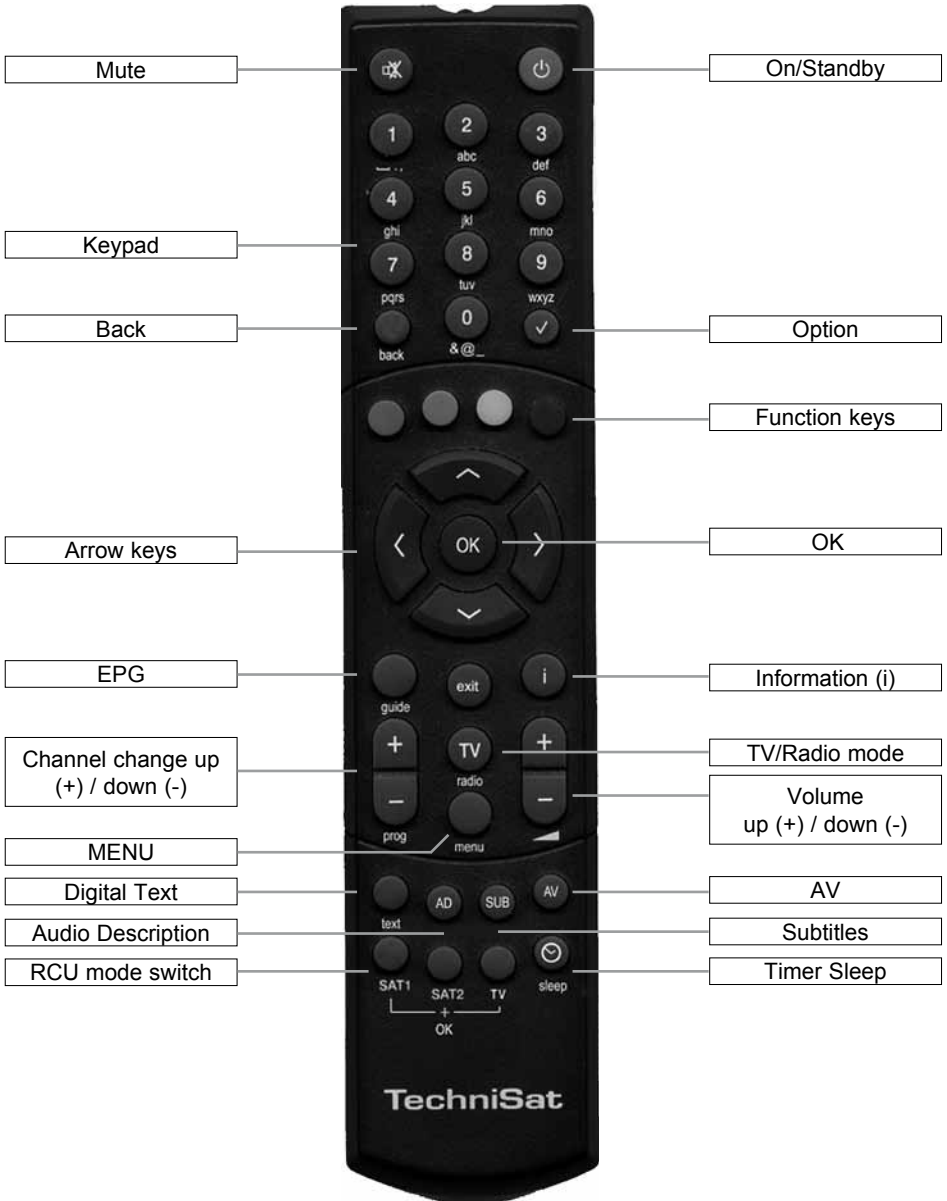 Mute
On/Standby
1
2
3
abc
def
4
5
6
ghi
jkl
mno
Keypad
7
8
9
pqrs
tuv
wxyz
Back
0
Option
back
&@_
Function keys
Arrow keys
OK
OK
EPG
exit
i
Information (i)
guide
Channel change up
(+) / down (-)
+
TV
+
TV/Radio mode
radio
−
−
Volume
up (+) / down (-)
prog
menu
MENU
Digital Text
AD
SUB
AV
AV
text
Audio Description
Subtitles
RCU mode switch
Timer Sleep
SAT1
SAT2
TV
sleep
+
OK
TechniSat